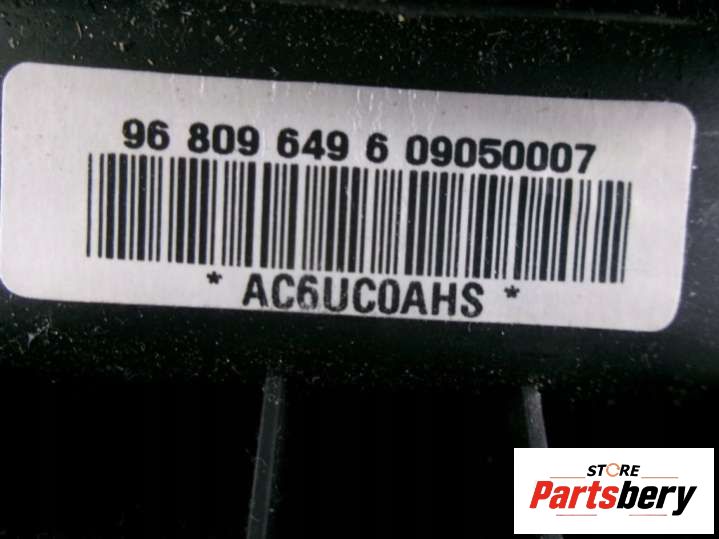 96 809 649 6 09050007
* AC6UC0AHS *
STORE
Partsbery